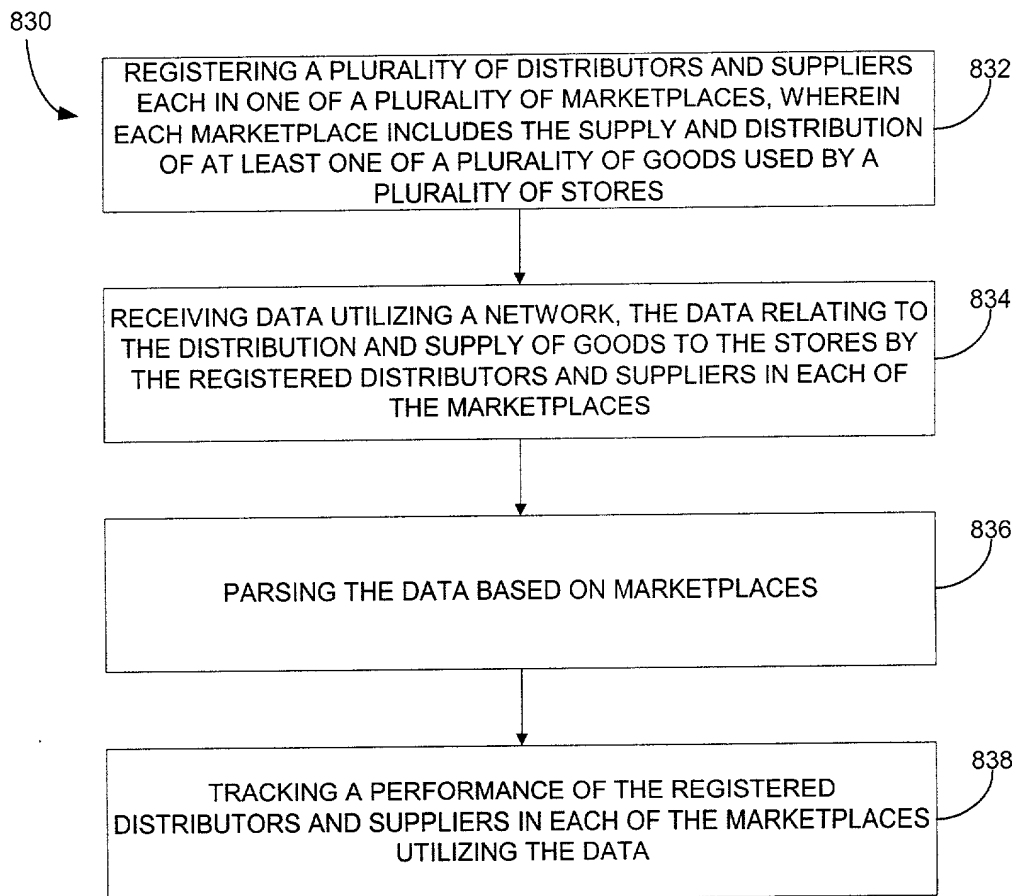 830
REGISTERING A PLURALITY OF DISTRIBUTORS AND SUPPLIERS
EACH IN ONE OF A PLURALITY OF MARKETPLACES, WHEREIN
EACH MARKETPLACE INCLUDES THE SUPPLY AND DISTRIBUTION
OF AT LEAST ONE OF A PLURALITY OF GOODS USED BY A
PLURALITY OF STORES
832
RECEIVING DATA UTILIZING A NETWORK, THE DATA RELATING TO
THE DISTRIBUTION AND SUPPLY OF GOODS TO THE STORES BY
THE REGISTERED DISTRIBUTORS AND SUPPLIERS IN EACH OF
THE MARKETPLACES
834
PARSING THE DATA BASED ON MARKETPLACES
836
TRACKING A PERFORMANCE OF THE REGISTERED
DISTRIBUTORS AND SUPPLIERS IN EACH OF THE MARKETPLACES
UTILIZING THE DATA
838